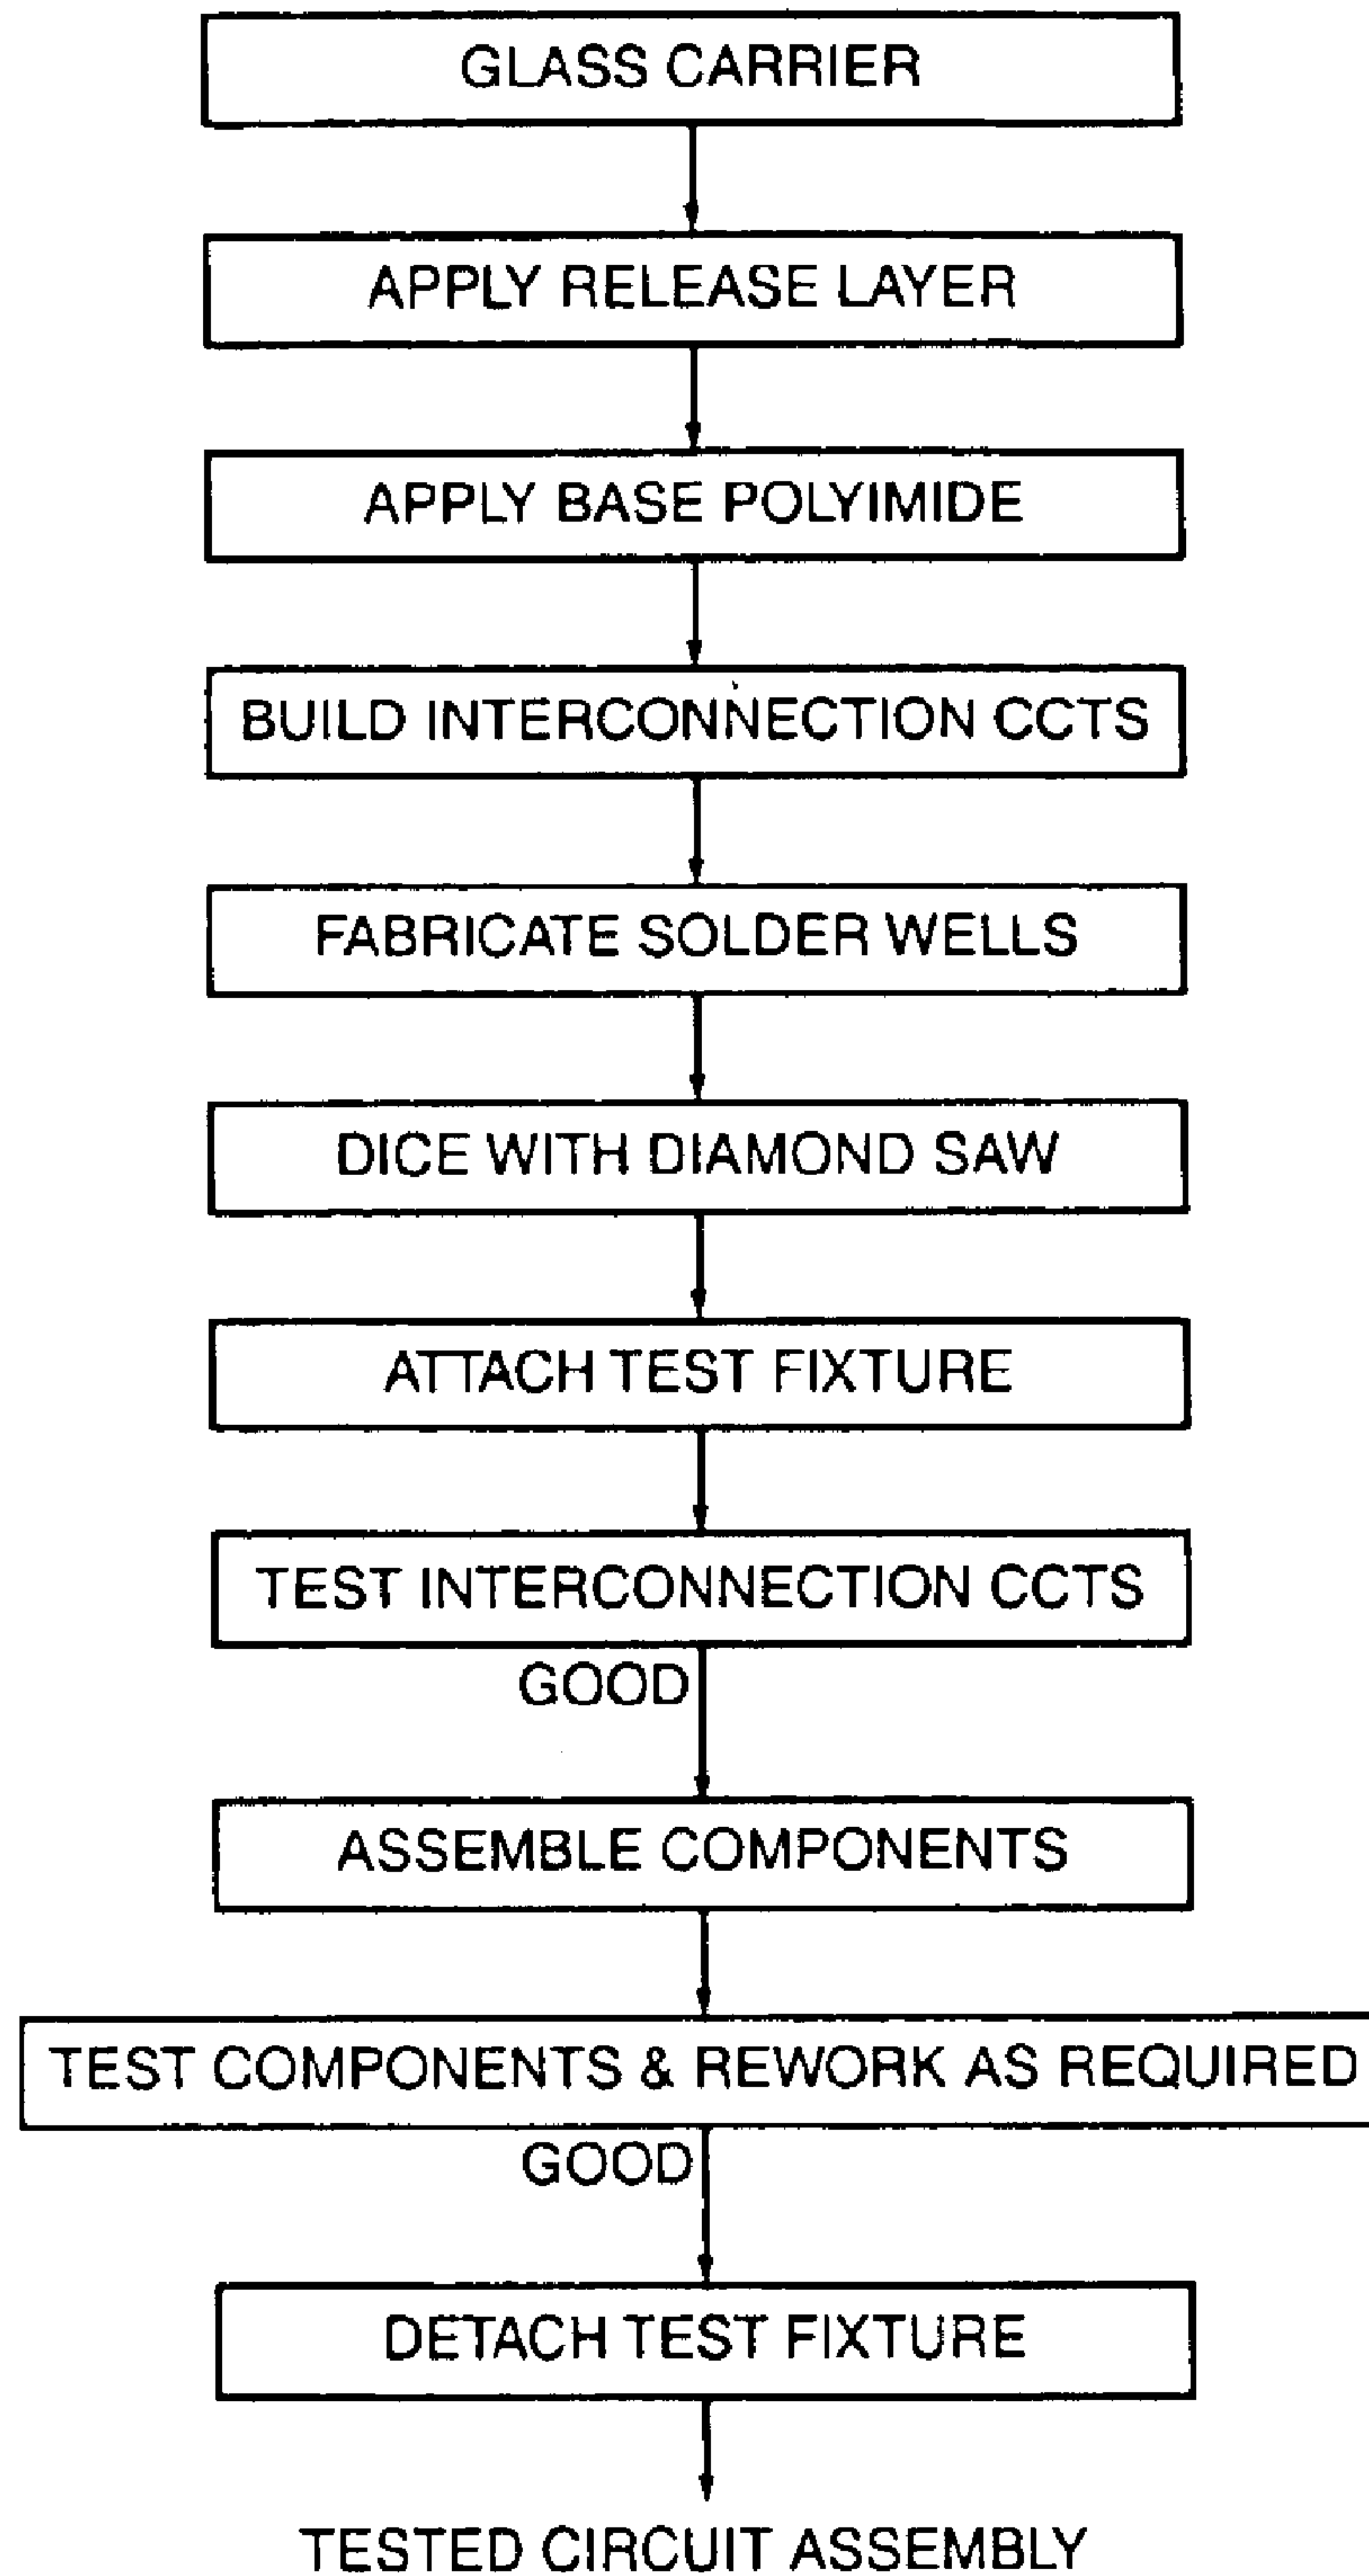 GLASS CARRIER
APPLY RELEASE LAYER
APPLY BASE POLYIMIDE
BUILD INTERCONNECTION CCTS
FABRICATE SOLDER WELLS
DICE WITH DIAMOND SAW
ATTACH TEST FIXTURE
TEST INTERCONNECTION CCTS
GOOD
ASSEMBLE COMPONENTS
TEST COMPONENTS & REWORK AS REQUIRED
GOOD
DETACH TEST FIXTURE
TESTED CIRCUIT ASSEMBLY